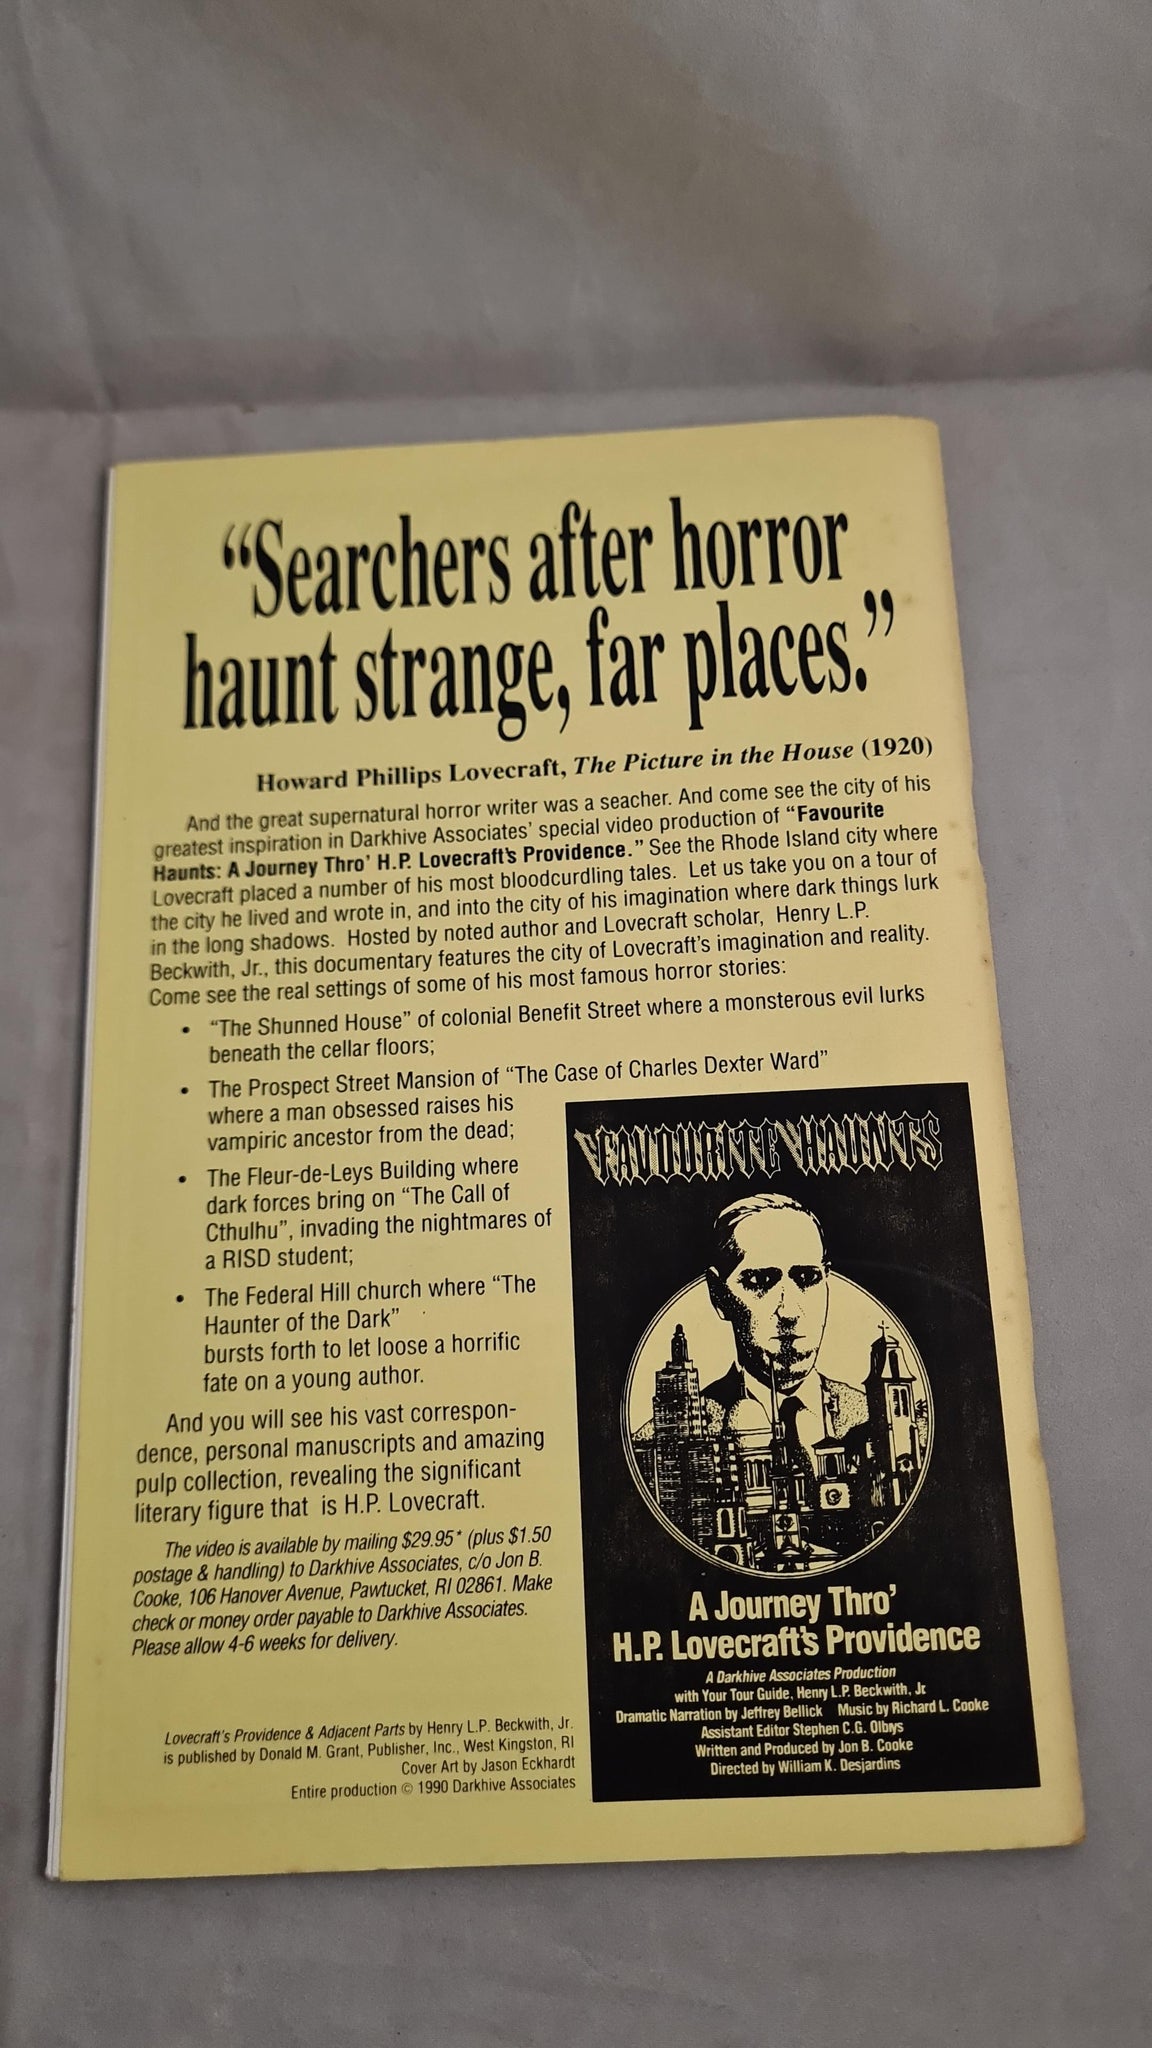 “Searchers after horror
haunt strange, far places.”
Howard Phillips Lovecraft, The Picture in the House (1920)
And the great supernatural horror writer was a seacher. And come see the city of his
greatest inspiration in Darkhive Associates' special video production of “Favourite
Haunts: A Journey Thro' H.P. Lovecraft's Providence.” See the Rhode Island city where
Lovecraft placed a number of his most bloodcurdling tales. Let us take you on a tour of
the city he lived and wrote in, and into the city of his imagination where dark things lurk
in the long shadows. Hosted by noted author and Lovecraft scholar, Henry L.P.
Beckwith, Jr., this documentary features the city of Lovecraft's imagination and reality.
Come see the real settings of some of his most famous horror stories:
• “The Shunned House” of colonial Benefit Street where a monsterous evil lurks
beneath the cellar floors;
• The Prospect Street Mansion of “The Case of Charles Dexter Ward”
where a man obsessed raises his
vampiric ancestor from the dead;
• The Fleur-de-Leys Building where
dark forces bring on “The Call of
Cthulhu”, invading the nightmares of
a RISD student;
• The Federal Hill church where “The
Haunter of the Dark”
bursts forth to let loose a horrific
fate on a young author.
And you will see his vast correspon-
dence, personal manuscripts and amazing
pulp collection, revealing the significant
literary figure that is H.P. Lovecraft.
The video is available by mailing $29.95* (plus $1.50
postage & handling) to Darkhive Associates, c/o Jon B.
Cooke, 106 Hanover Avenue, Pawtucket, RI 02861. Make
check or money order payable to Darkhive Associates.
Please allow 4-6 weeks for delivery.
Lovecraft's Providence & Adjacent Parts by Henry L.P. Beckwith, Jr.
is published by Donald M. Grant, Publisher, Inc., West Kingston, RI
Cover Art by Jason Eckhardt
Entire production © 1990 Darkhive Associates
FAVOURITE HAUNTS
A Journey Thro'
H.P. Lovecraft's Providence
A Darkhive Associates Production
with Your Tour Guide, Henry L.P. Beckwith, Jr.
Dramatic Narration by Jeffrey Bellick Music by Richard L. Cooke
Assistant Editor Stephen C.G. Olbrys
Written and Produced by Jon B. Cooke
Directed by William K. Desjardins